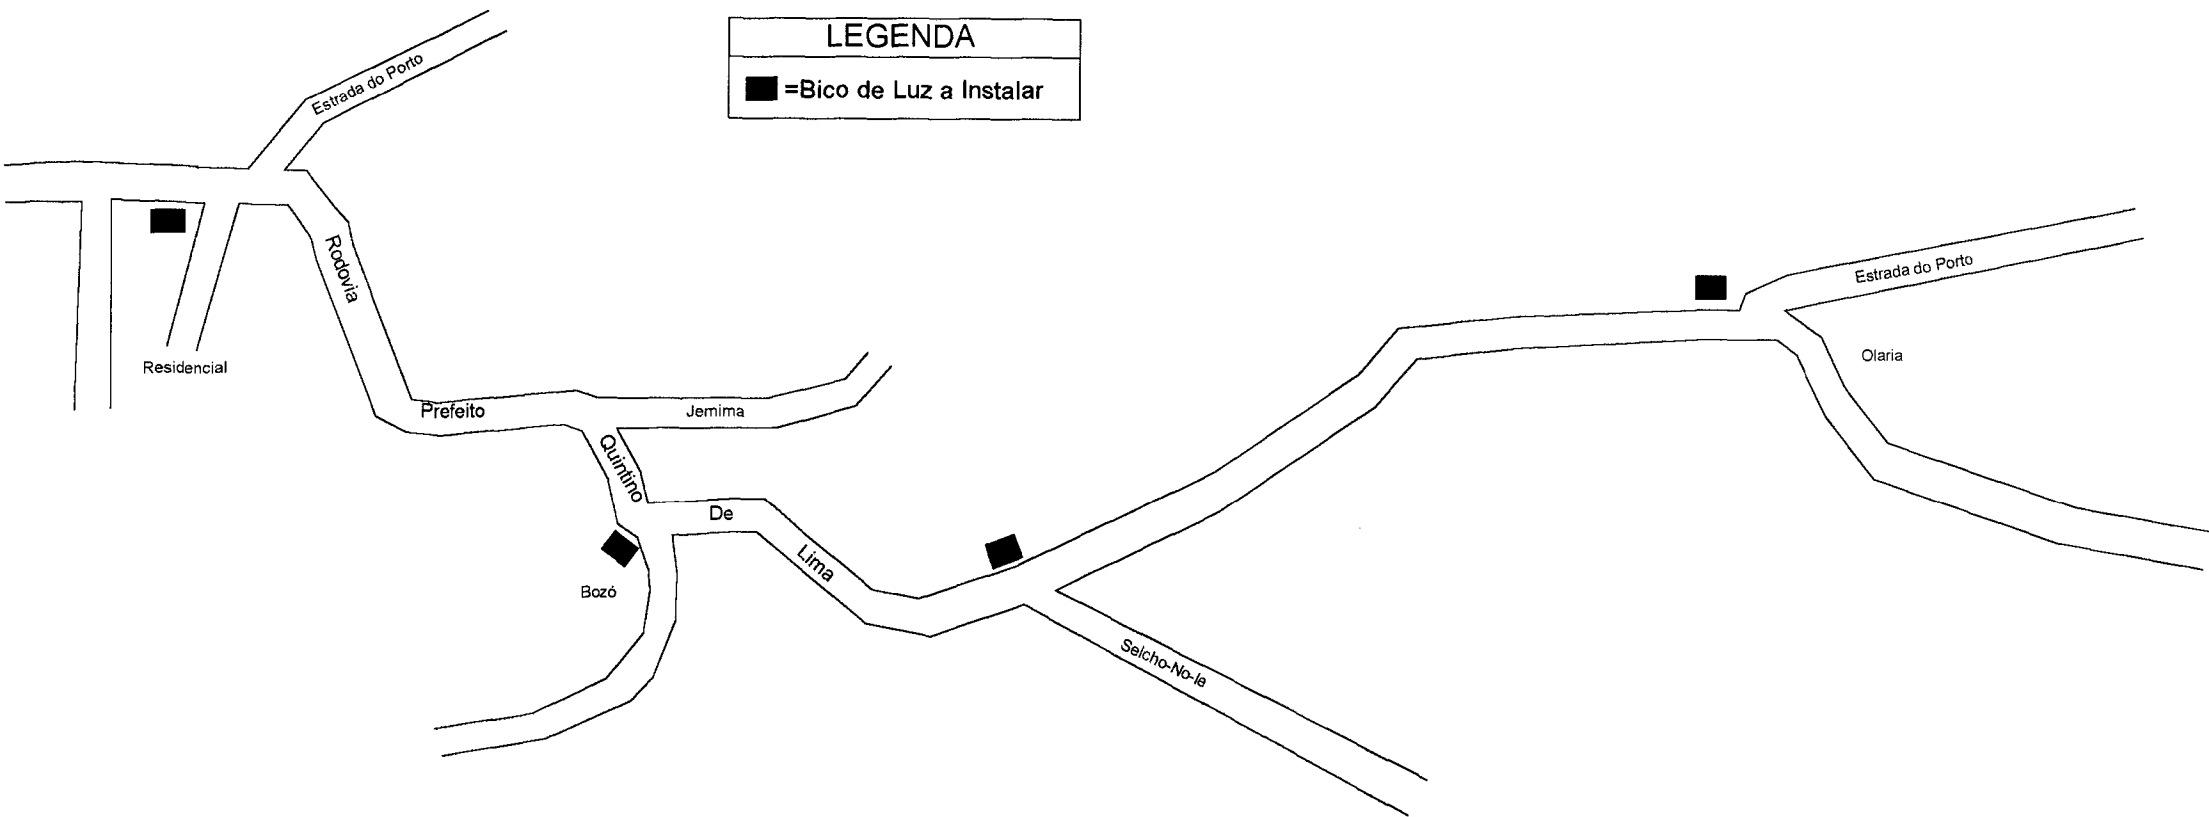 LEGENDA
=Bico de Luz a Instalar
Estrada do Porto
Rodovia
Residencial
Prefeito
Jemima
Quintino
De
Lima
Bozó
Selcho-No-Ie
Estrada do Porto
Olaria